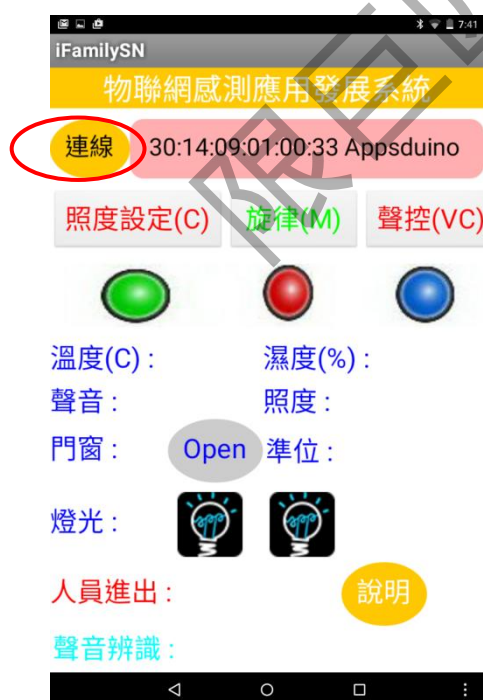 7:41
iFamilySN
物聯網感測應用發展系統
連線 30:14:09:01:00:33 Appsduino
照度設定(C) 旋律(M) 聲控(VC)
溫度(C) : 濕度(%) :
聲音 : 照度 :
門窗 : Open 準位 :
燈光 :
人員進出 : 說明
聲音辨識 :